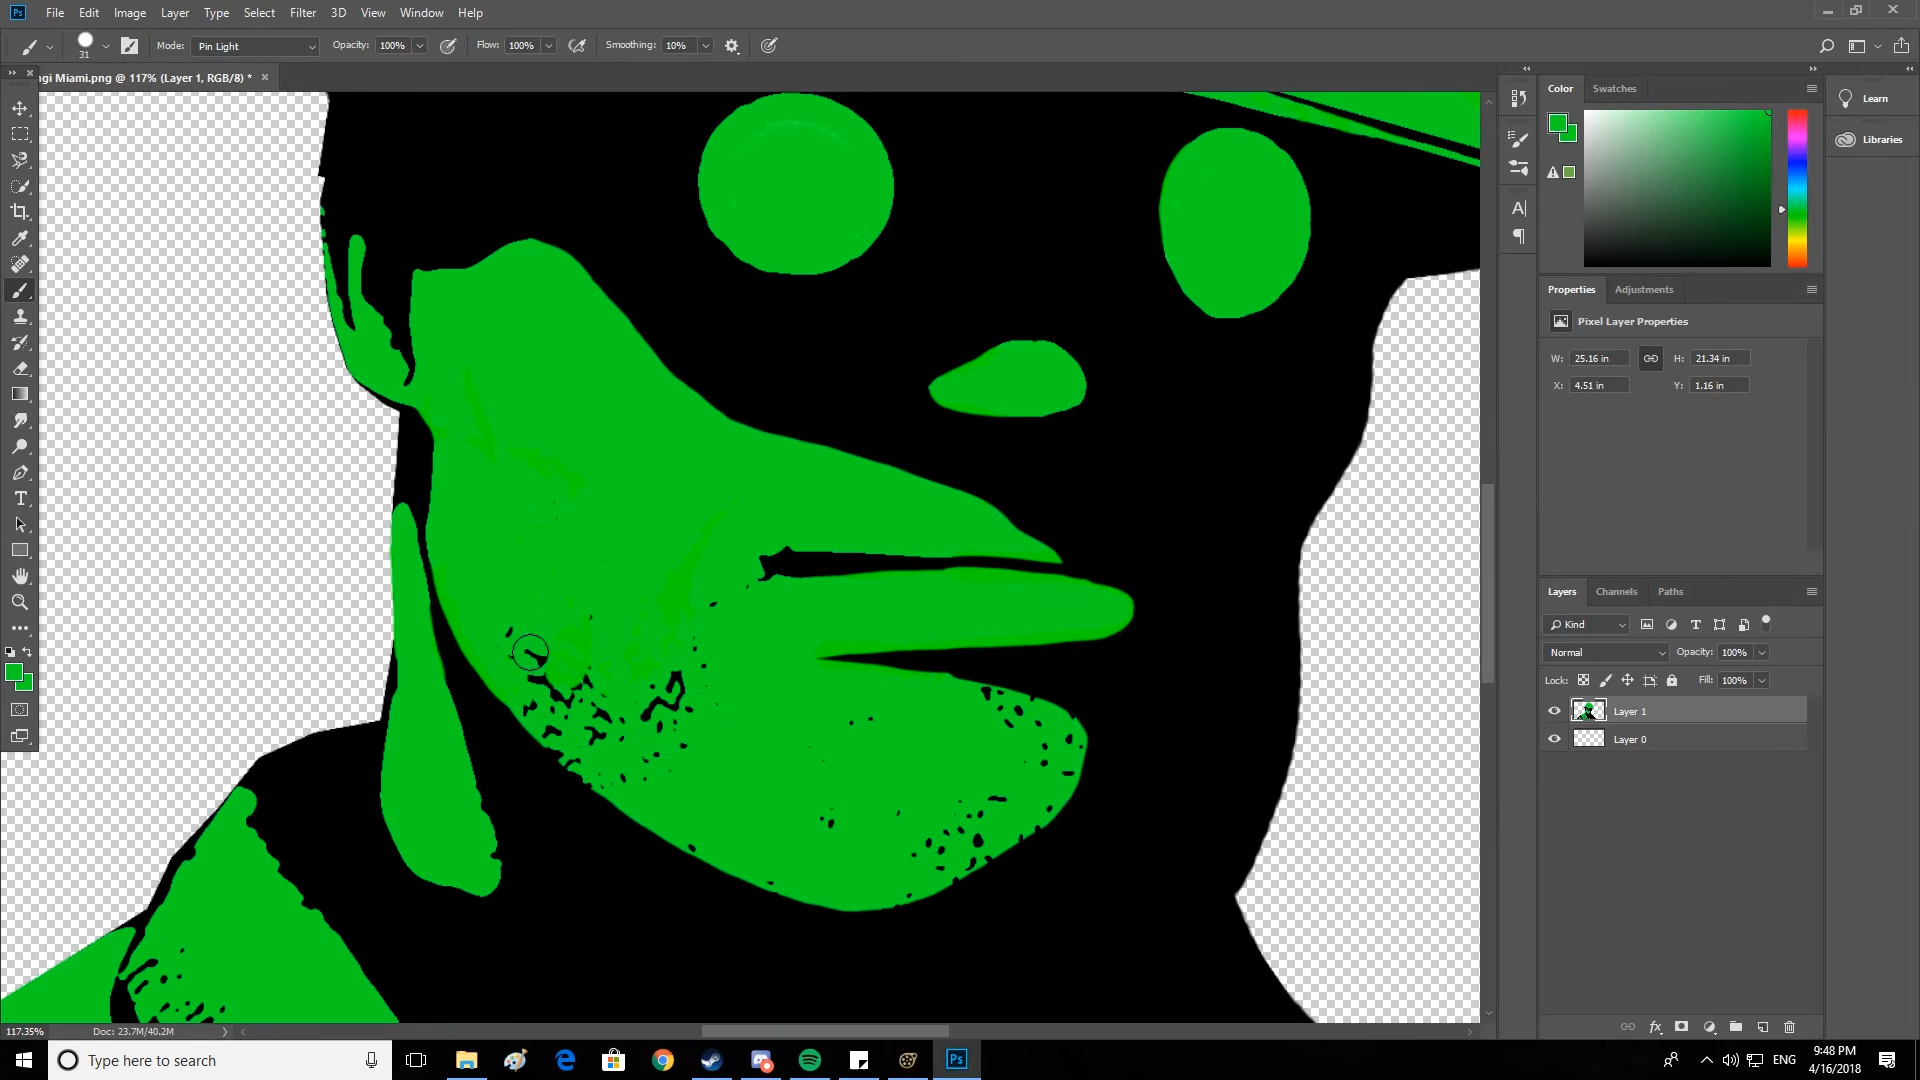 Ps File Edit Image Layer Type Select Filter 3D View Window Help
31 Mode: Pin Light Opacity: 100% Flow: 100% Smoothing: 10%
ngi Miami.png @ 117% (Layer 1, RGB/8) *
Color Swatches
Learn
Libraries
Properties Adjustments
Pixel Layer Properties
W: 25.16 in H: 21.34 in
X: 4.51 in Y: 1.16 in
Layers Channels Paths
Kind
Normal Opacity: 100%
Lock: Fill: 100%
Layer 1
Layer 0
117.35% Doc: 23.7M/40.2M
Type here to search
Ps
ENG
9:48 PM
4/16/2018